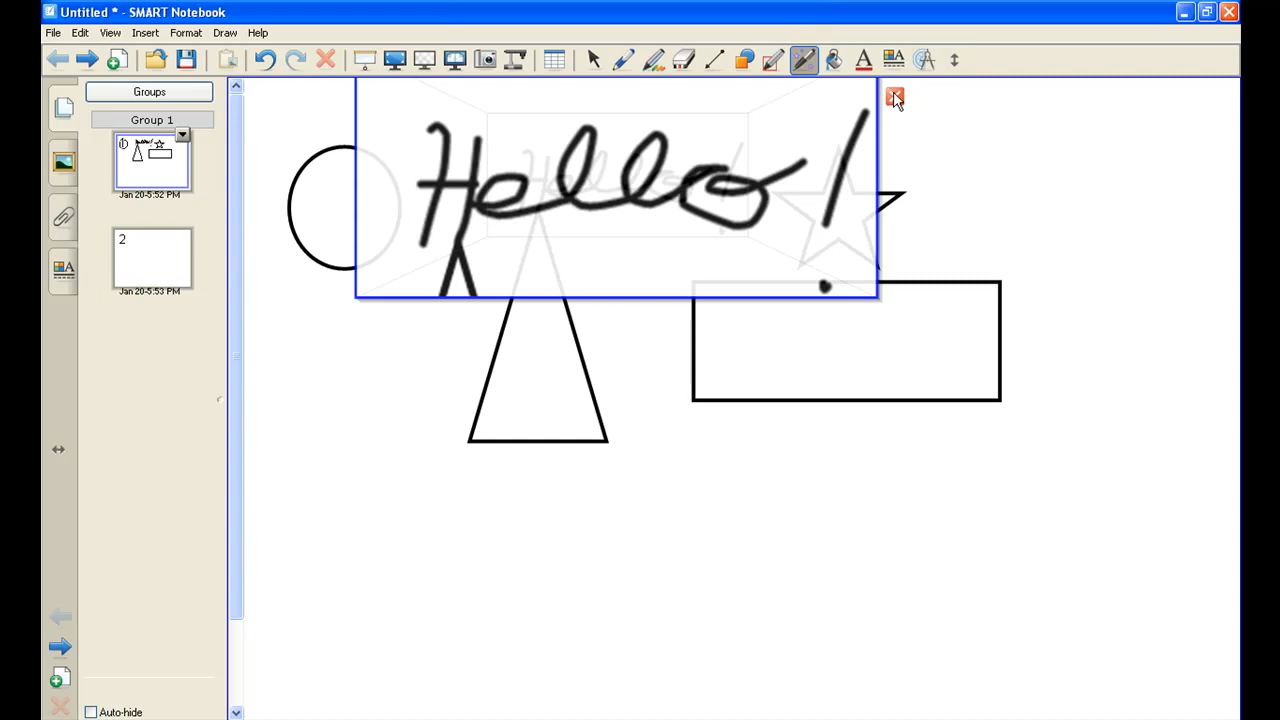 Untitled * - SMART Notebook
File Edit View Insert Format Draw Help
Groups
Group 1
Jan 20-5:52 PM
2
Jan 20-5:53 PM
Auto-hide
Hello!